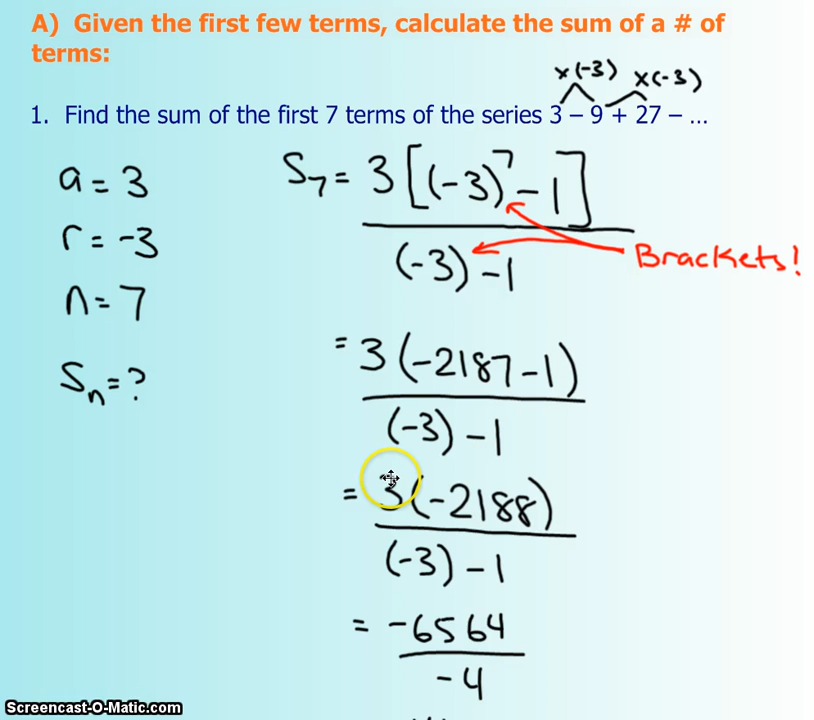 A) Given the first few terms, calculate the sum of a # of
terms:
x(-3) x(-3)
1. Find the sum of the first 7 terms of the series 3 – 9 + 27 – ...
a = 3
r = -3
n = 7
Sn = ?
S7 = 3[(-3)^7 - 1]
(-3) - 1
Brackets!
= 3(-2187 - 1)
(-3) - 1
= 3(-2188)
(-3) - 1
= -6564
-4
Screencast-O-Matic.com